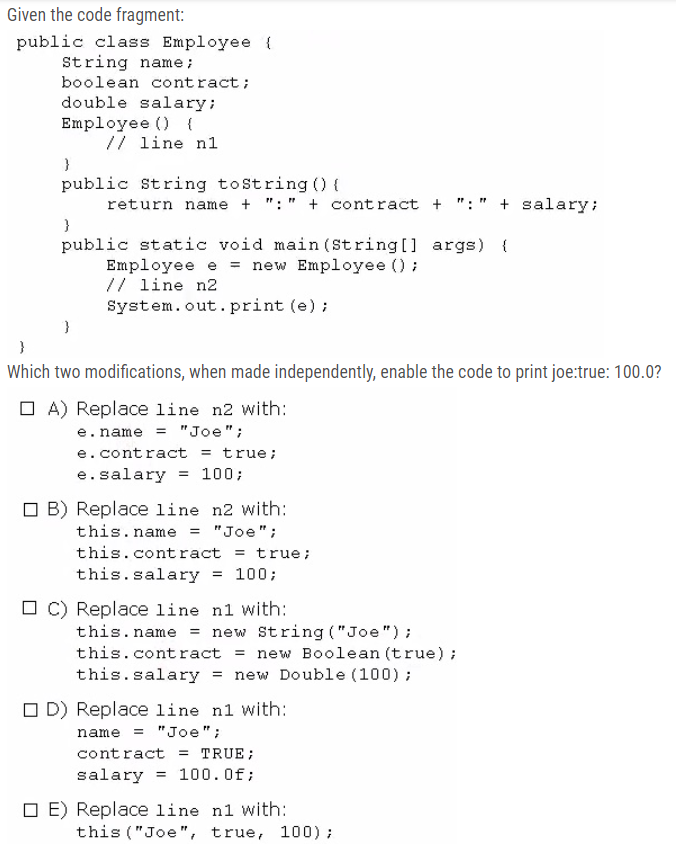 Given the code fragment:
public class Employee {
String name;
boolean contract;
double salary;
Employee() {
// line n1
}
public String toString(){
return name + ":" + contract + ":" + salary;
}
public static void main(String[] args) {
Employee e = new Employee();
// line n2
System.out.print(e);
}
}
Which two modifications, when made independently, enable the code to print joe:true: 100.0?
A) Replace line n2 with:
e.name = "Joe";
e.contract = true;
e.salary = 100;
B) Replace line n2 with:
this.name = "Joe";
this.contract = true;
this.salary = 100;
C) Replace line n1 with:
this.name = new String("Joe");
this.contract = new Boolean(true);
this.salary = new Double(100);
D) Replace line n1 with:
name = "Joe";
contract = TRUE;
salary = 100.0f;
E) Replace line n1 with:
this("Joe", true, 100);